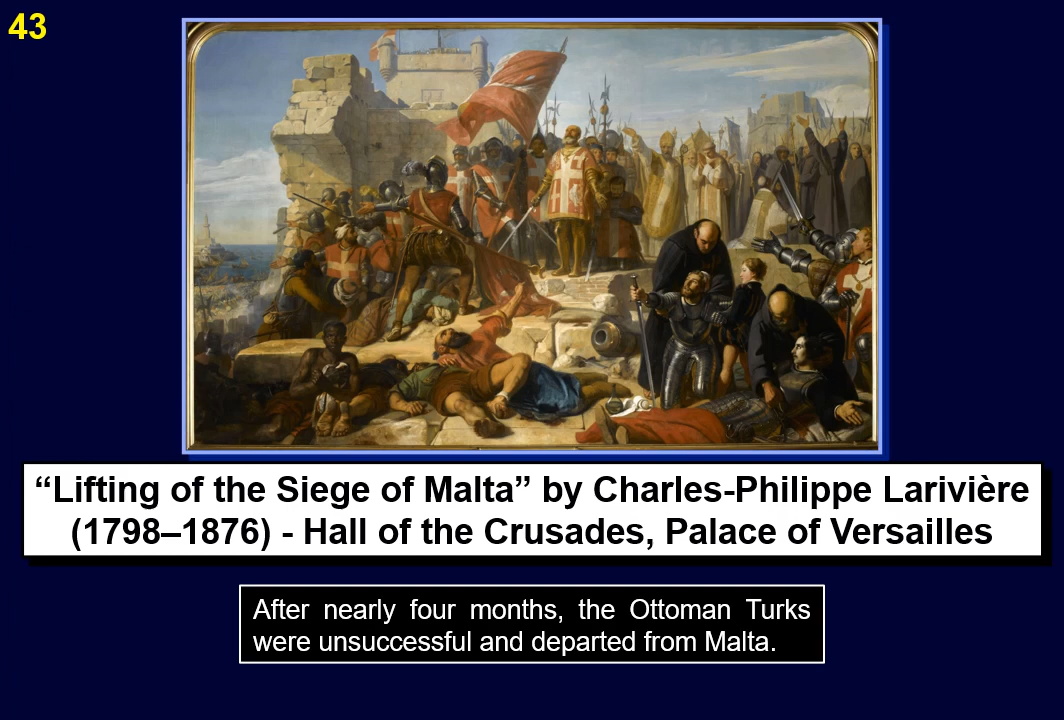 43
“Lifting of the Siege of Malta” by Charles-Philippe Larivière
(1798–1876) - Hall of the Crusades, Palace of Versailles
After nearly four months, the Ottoman Turks
were unsuccessful and departed from Malta.